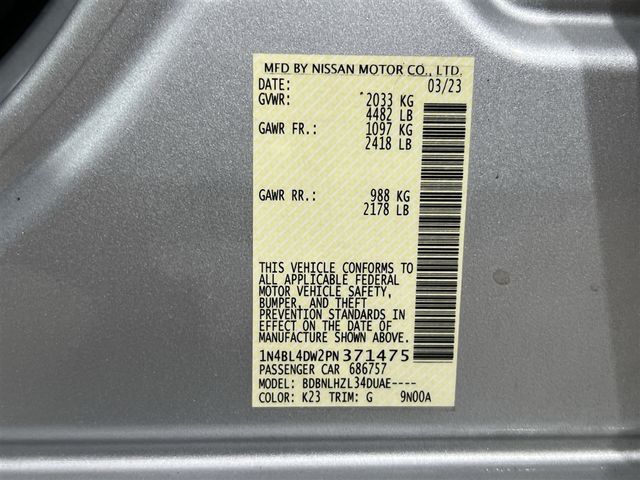 MFD BY NISSAN MOTOR CO., LTD.
DATE: 03/23
GVWR: 2033 KG
4482 LB
GAWR FR.: 1097 KG
2418 LB
GAWR RR.: 988 KG
2178 LB
THIS VEHICLE CONFORMS TO
ALL APPLICABLE FEDERAL
MOTOR VEHICLE SAFETY,
BUMPER, AND THEFT
PREVENTION STANDARDS IN
EFFECT ON THE DATE OF
MANUFACTURE SHOWN ABOVE.
1N4BL4DW2PN371475
PASSENGER CAR 686757
MODEL: BDBNLHZL34DUAE----
COLOR: K23 TRIM: G 9N00A